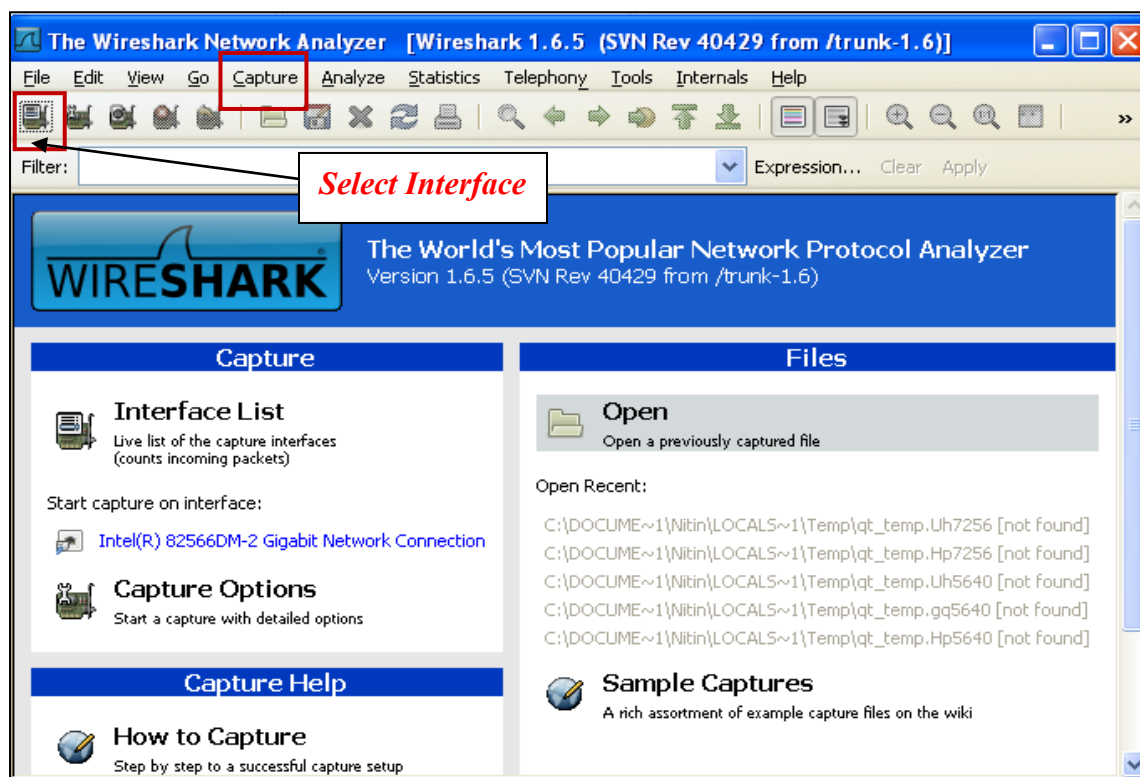 The Wireshark Network Analyzer [Wireshark 1.6.5 (SVN Rev 40429 from /trunk-1.6)]
File Edit View Go Capture Analyze Statistics Telephony Tools Internals Help
Filter: Expression... Clear Apply
Select Interface
WIRESHARK
The World's Most Popular Network Protocol Analyzer
Version 1.6.5 (SVN Rev 40429 from /trunk-1.6)
Capture
Interface List
Live list of the capture interfaces
(counts incoming packets)
Start capture on interface:
Intel(R) 82566DM-2 Gigabit Network Connection
Capture Options
Start a capture with detailed options
Capture Help
How to Capture
Step by step to a successful capture setup
Files
Open
Open a previously captured file
Open Recent:
C:\DOCUME~1\Nitin\LOCALS~1\Temp\qt_temp.Uh7256 [not found]
C:\DOCUME~1\Nitin\LOCALS~1\Temp\qt_temp.Hp7256 [not found]
C:\DOCUME~1\Nitin\LOCALS~1\Temp\qt_temp.Uh5640 [not found]
C:\DOCUME~1\Nitin\LOCALS~1\Temp\qt_temp.gq5640 [not found]
C:\DOCUME~1\Nitin\LOCALS~1\Temp\qt_temp.Hp5640 [not found]
Sample Captures
A rich assortment of example capture files on the wiki